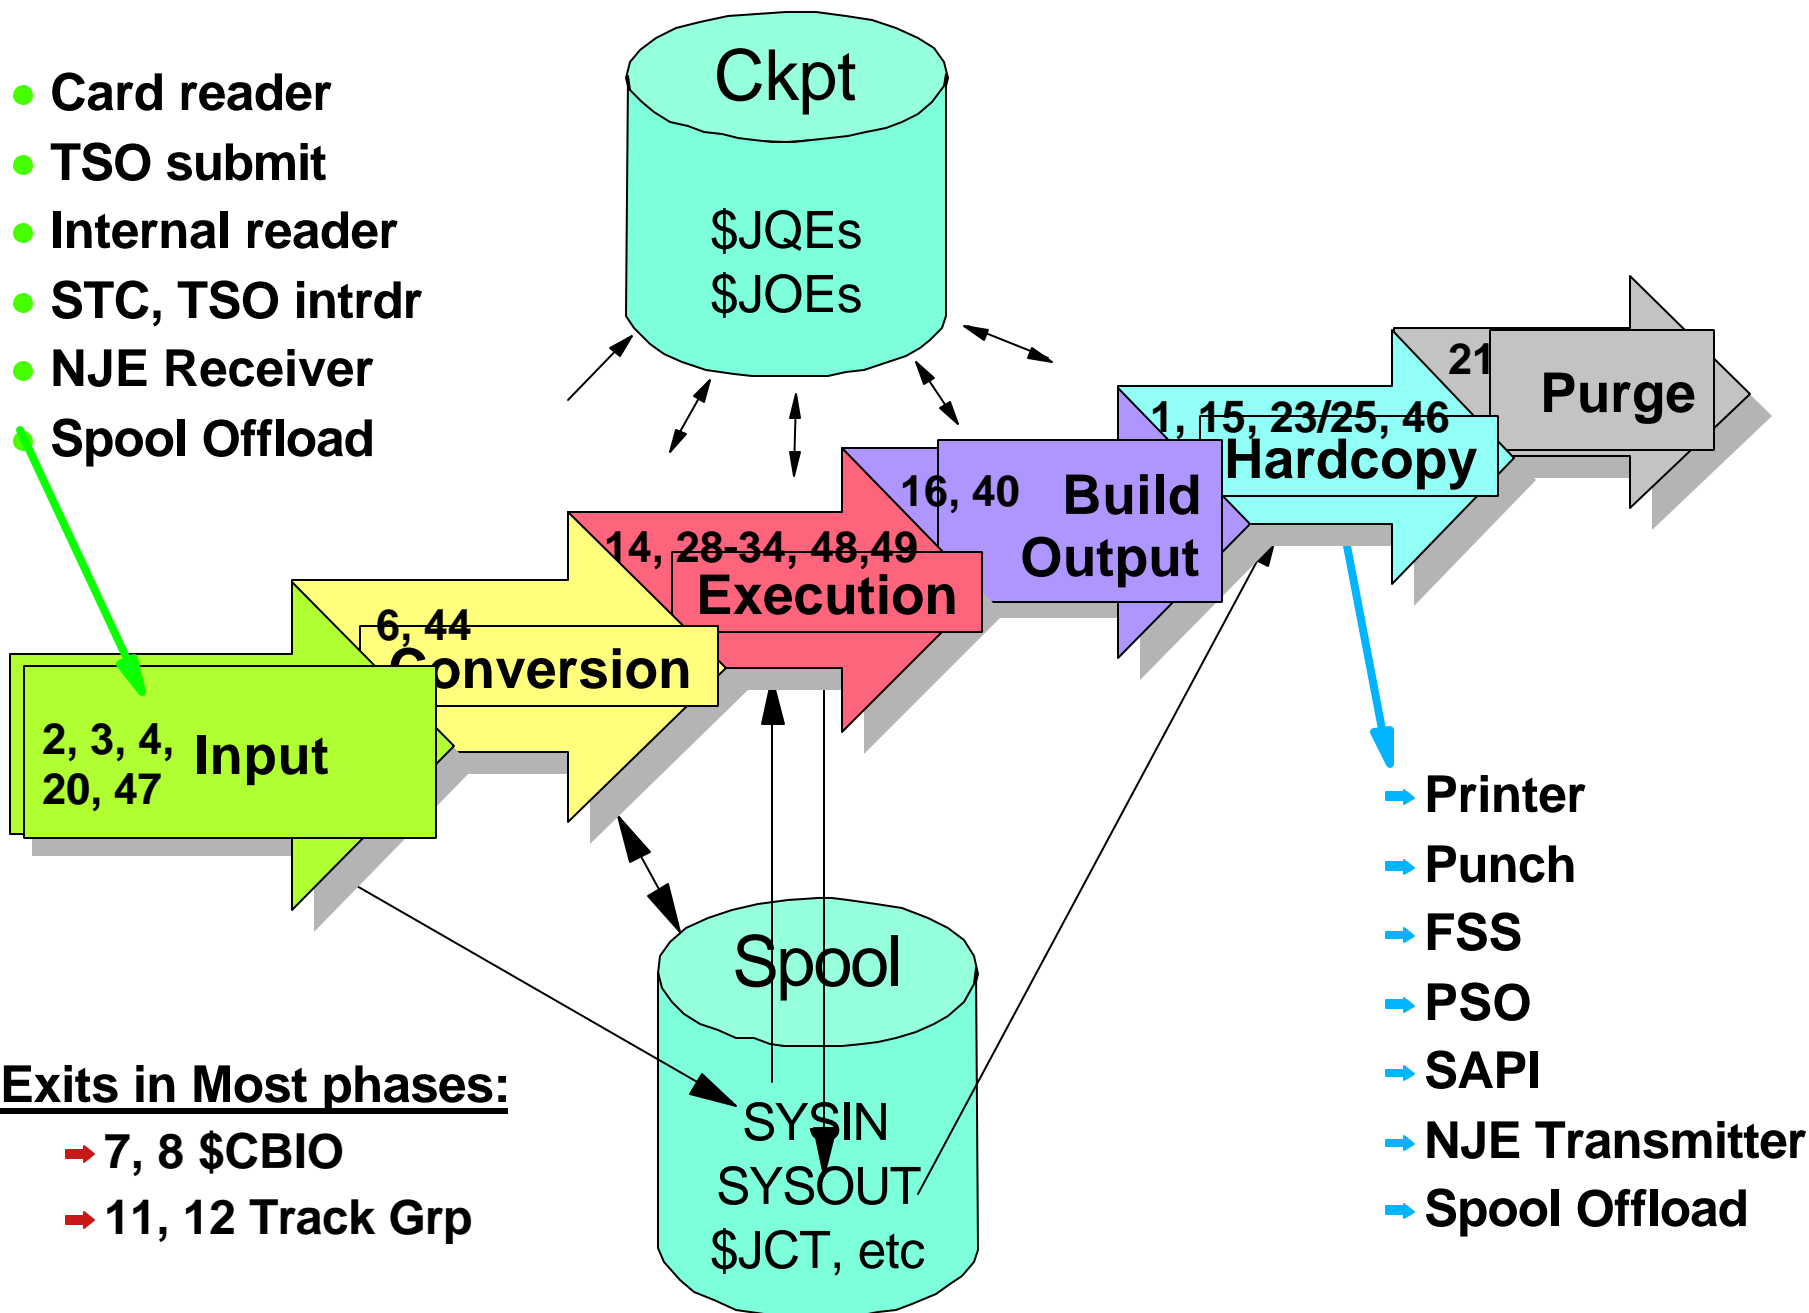 Card reader
TSO submit
Internal reader
STC, TSO intrdr
NJE Receiver
Spool Offload
Ckpt
$JQEs
$JOEs
2, 3, 4,
20, 47
Input
6, 44
Conversion
14, 28-34, 48,49
Execution
16, 40
Build
Output
1, 15, 23/25, 46
Hardcopy
21
Purge
Spool
SYSIN
SYSOUT
$JCT, etc
Exits in Most phases:
7, 8 $CBIO
11, 12 Track Grp
Printer
Punch
FSS
PSO
SAPI
NJE Transmitter
Spool Offload